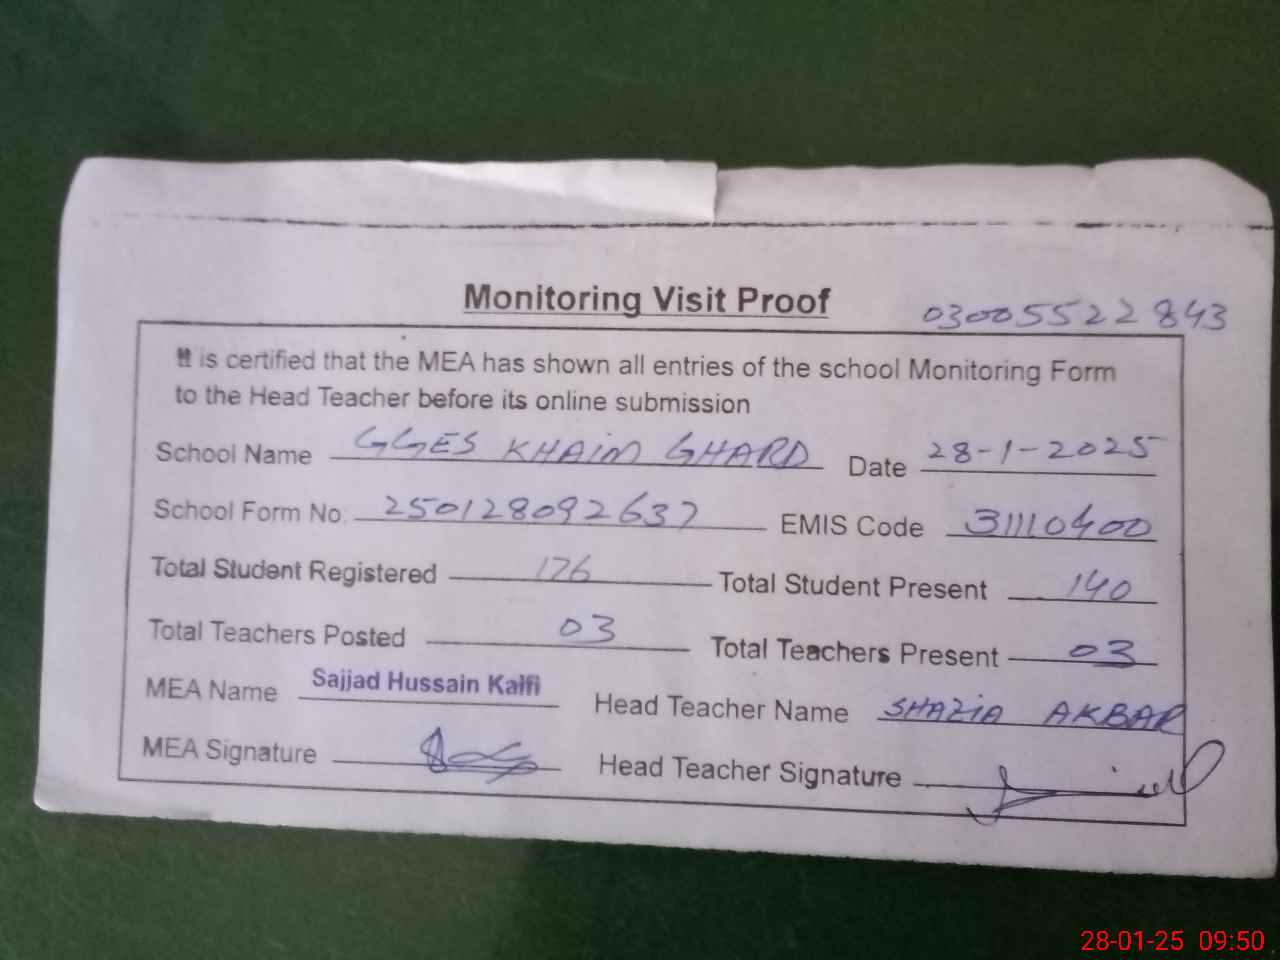 Monitoring Visit Proof 03005522843
It is certified that the MEA has shown all entries of the school Monitoring Form
to the Head Teacher before its online submission
School Name GGES KHAIM GHARD Date 28-1-2025
School Form No. 250128092637 EMIS Code 31110400
Total Student Registered 176 Total Student Present 140
Total Teachers Posted 03 Total Teachers Present 03
MEA Name Sajjad Hussain Kalfi Head Teacher Name SHAZIA AKBAR
MEA Signature Head Teacher Signature
28-01-25 09:50